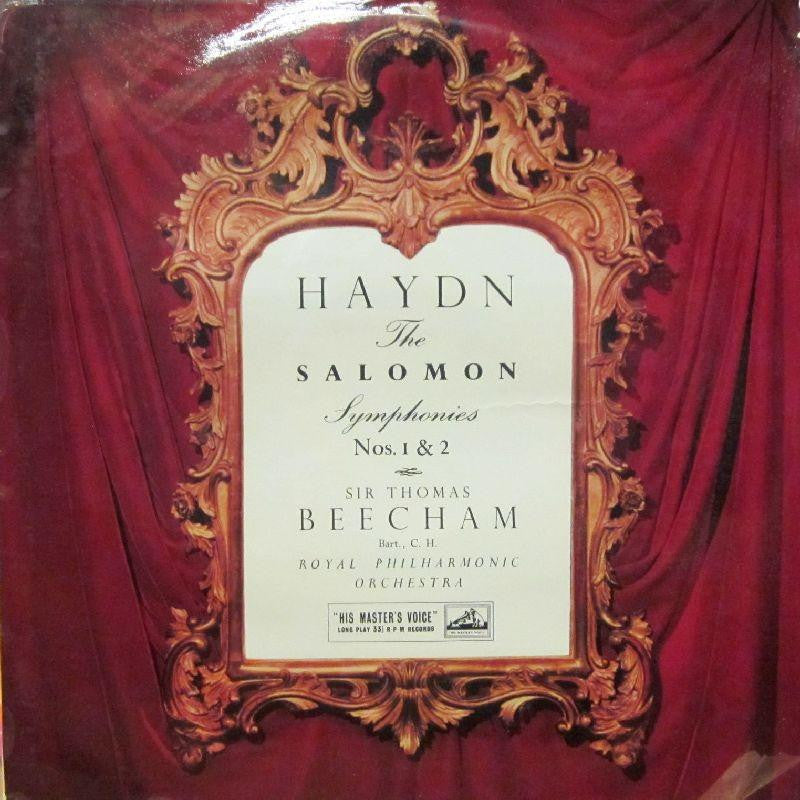 HAYDN
The
SALOMON
Symphonies
Nos. 1 & 2
SIR THOMAS
BEECHAM
Bart., C. H.
ROYAL PHILHARMONIC
ORCHESTRA
"HIS MASTER'S VOICE"
LONG PLAY 33⅓ R·P·M RECORDS